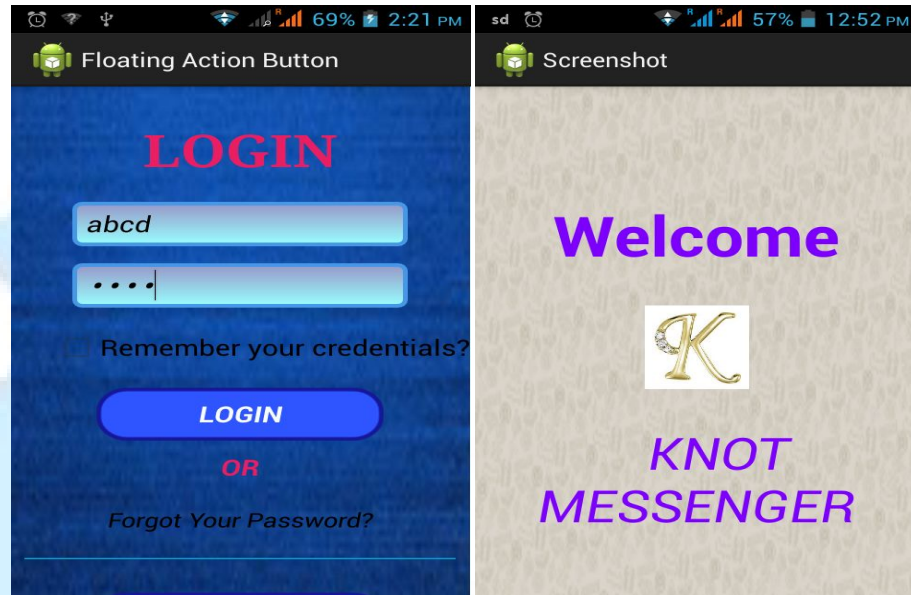 69% 2:21 PM
Floating Action Button
LOGIN
abcd
••••
Remember your credentials?
LOGIN
OR
Forgot Your Password?
sd R R 57% 12:52 PM
Screenshot
Welcome
K
KNOT
MESSENGER